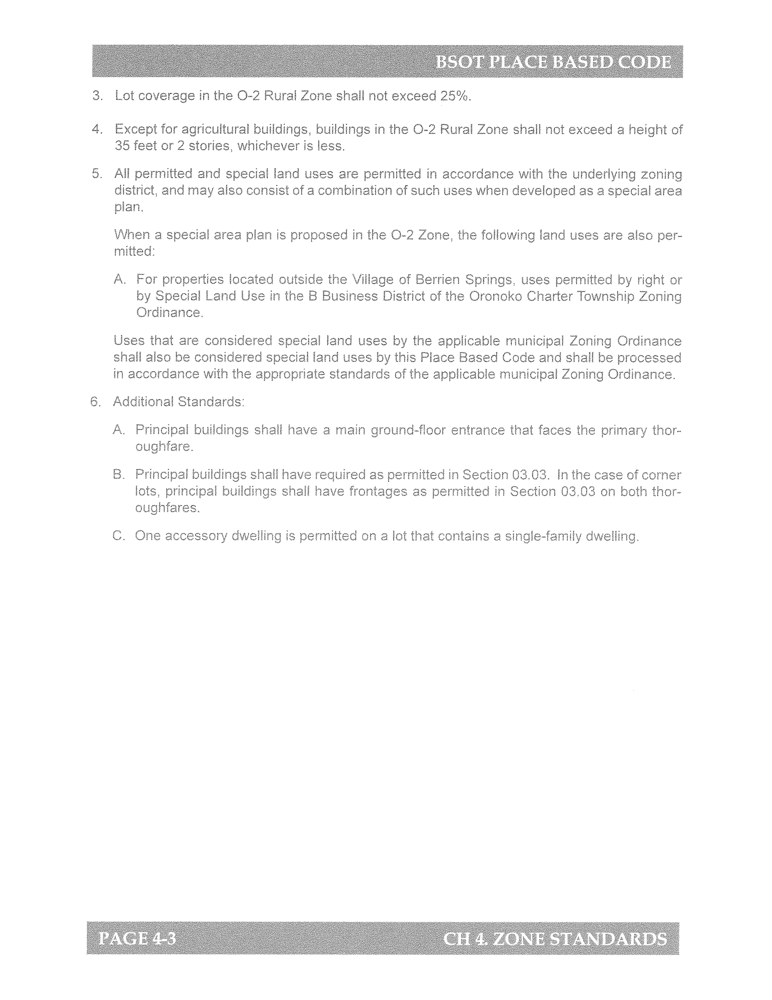 BSOT PLACE BASED CODE
3. Lot coverage in the O-2 Rural Zone shall not exceed 25%.
4. Except for agricultural buildings, buildings in the O-2 Rural Zone shall not exceed a height of
35 feet or 2 stories, whichever is less.
5. All permitted and special land uses are permitted in accordance with the underlying zoning
district, and may also consist of a combination of such uses when developed as a special area
plan.
When a special area plan is proposed in the O-2 Zone, the following land uses are also per-
mitted:
A. For properties located outside the Village of Berrien Springs, uses permitted by right or
by Special Land Use in the B Business District of the Oronoko Charter Township Zoning
Ordinance.
Uses that are considered special land uses by the applicable municipal Zoning Ordinance
shall also be considered special land uses by this Place Based Code and shall be processed
in accordance with the appropriate standards of the applicable municipal Zoning Ordinance.
6. Additional Standards:
A. Principal buildings shall have a main ground-floor entrance that faces the primary thor-
oughfare.
B. Principal buildings shall have required as permitted in Section 03.03. In the case of corner
lots, principal buildings shall have frontages as permitted in Section 03.03 on both thor-
oughfares.
C. One accessory dwelling is permitted on a lot that contains a single-family dwelling.
PAGE 4-3 CH 4. ZONE STANDARDS